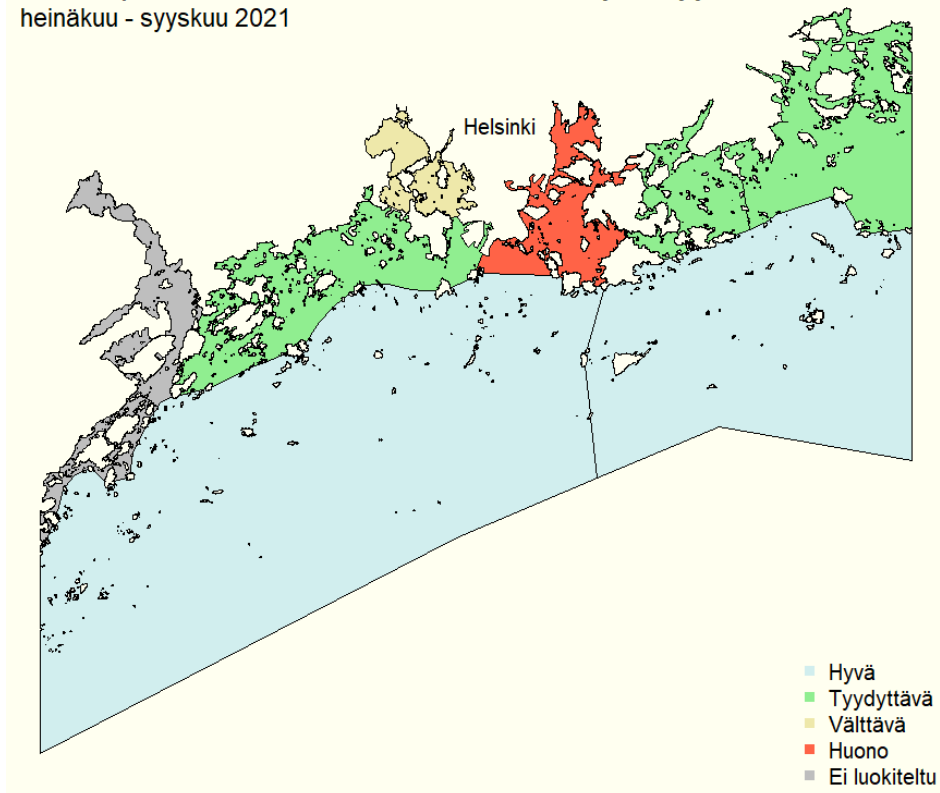 heinäkuu - syyskuu 2021
Helsinki
Hyvä
Tyydyttävä
Välttävä
Huono
Ei luokiteltu